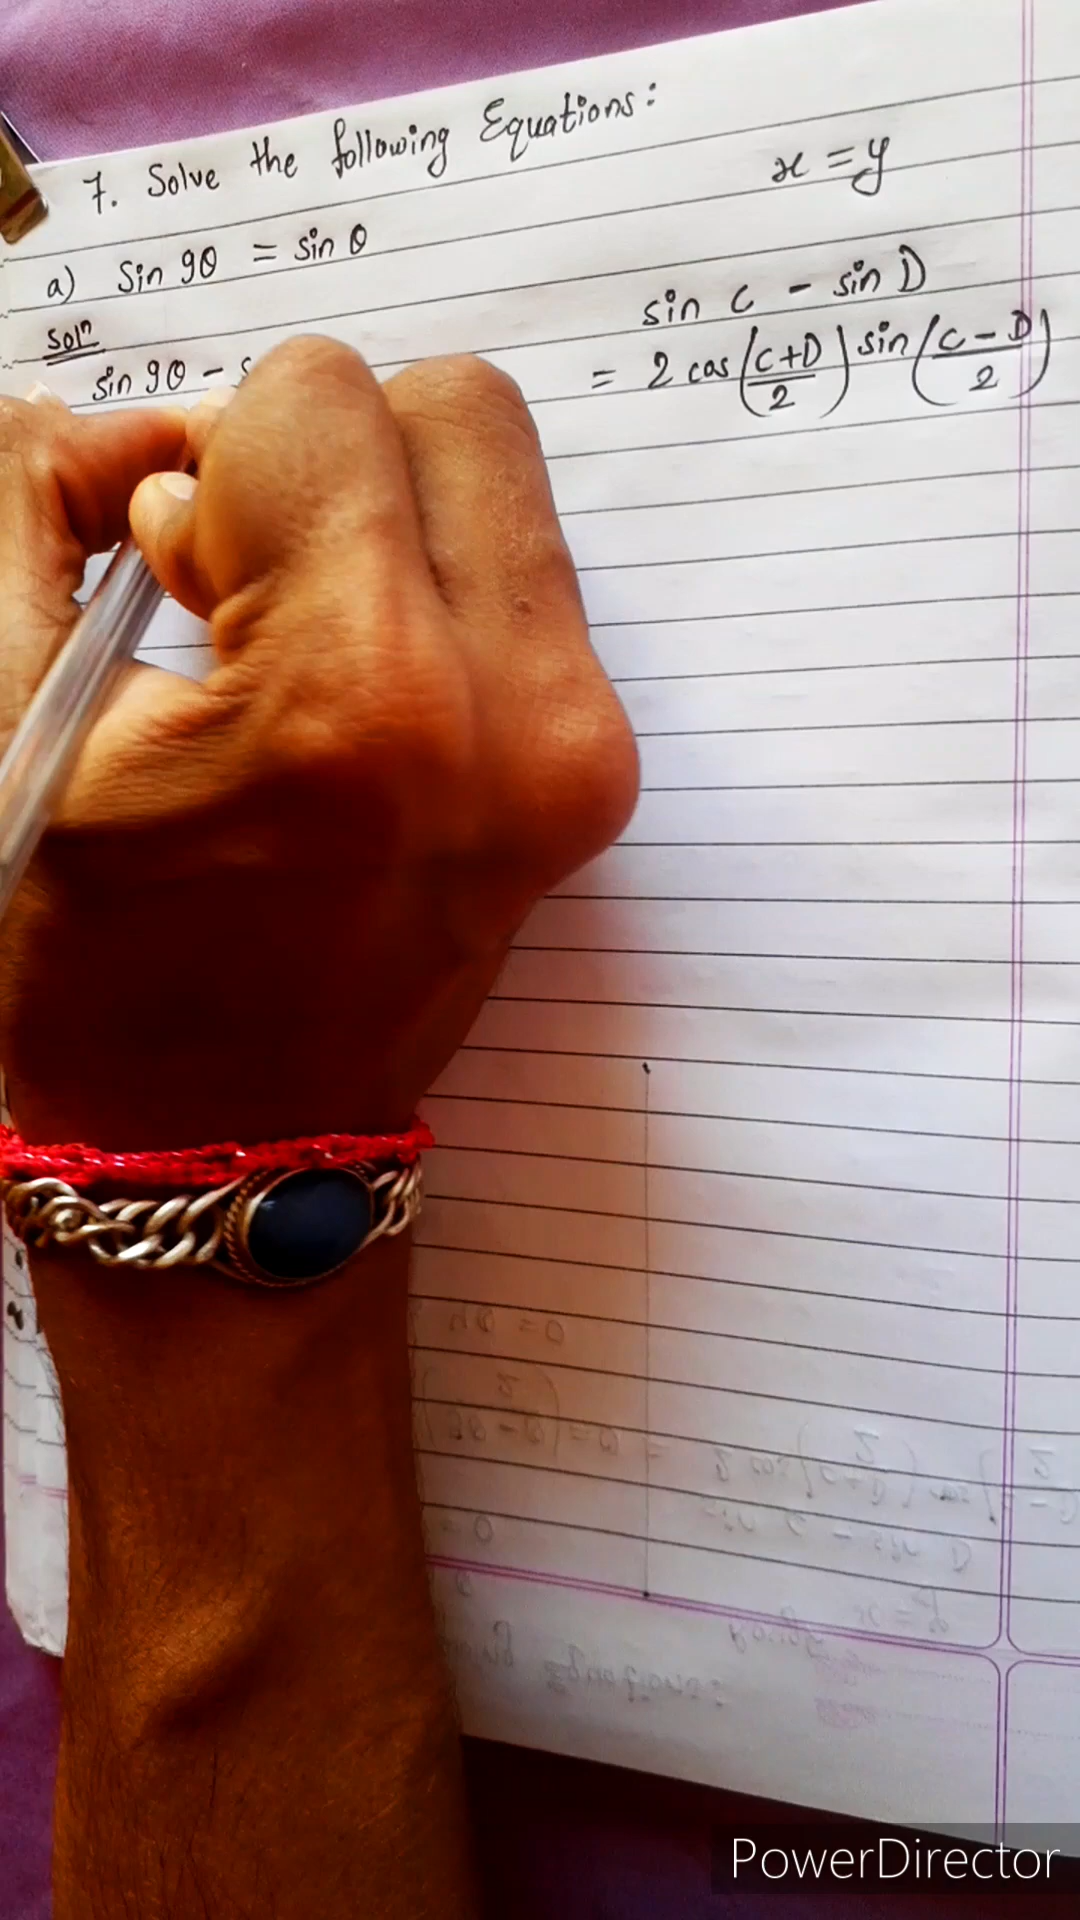 7. Solve the following Equations:
x = y
a) Sin 9θ = sin θ
Solⁿ
sin 9θ -
sin C - sin D
= 2 cos (C+D/2) sin (C-D/2)
PowerDirector